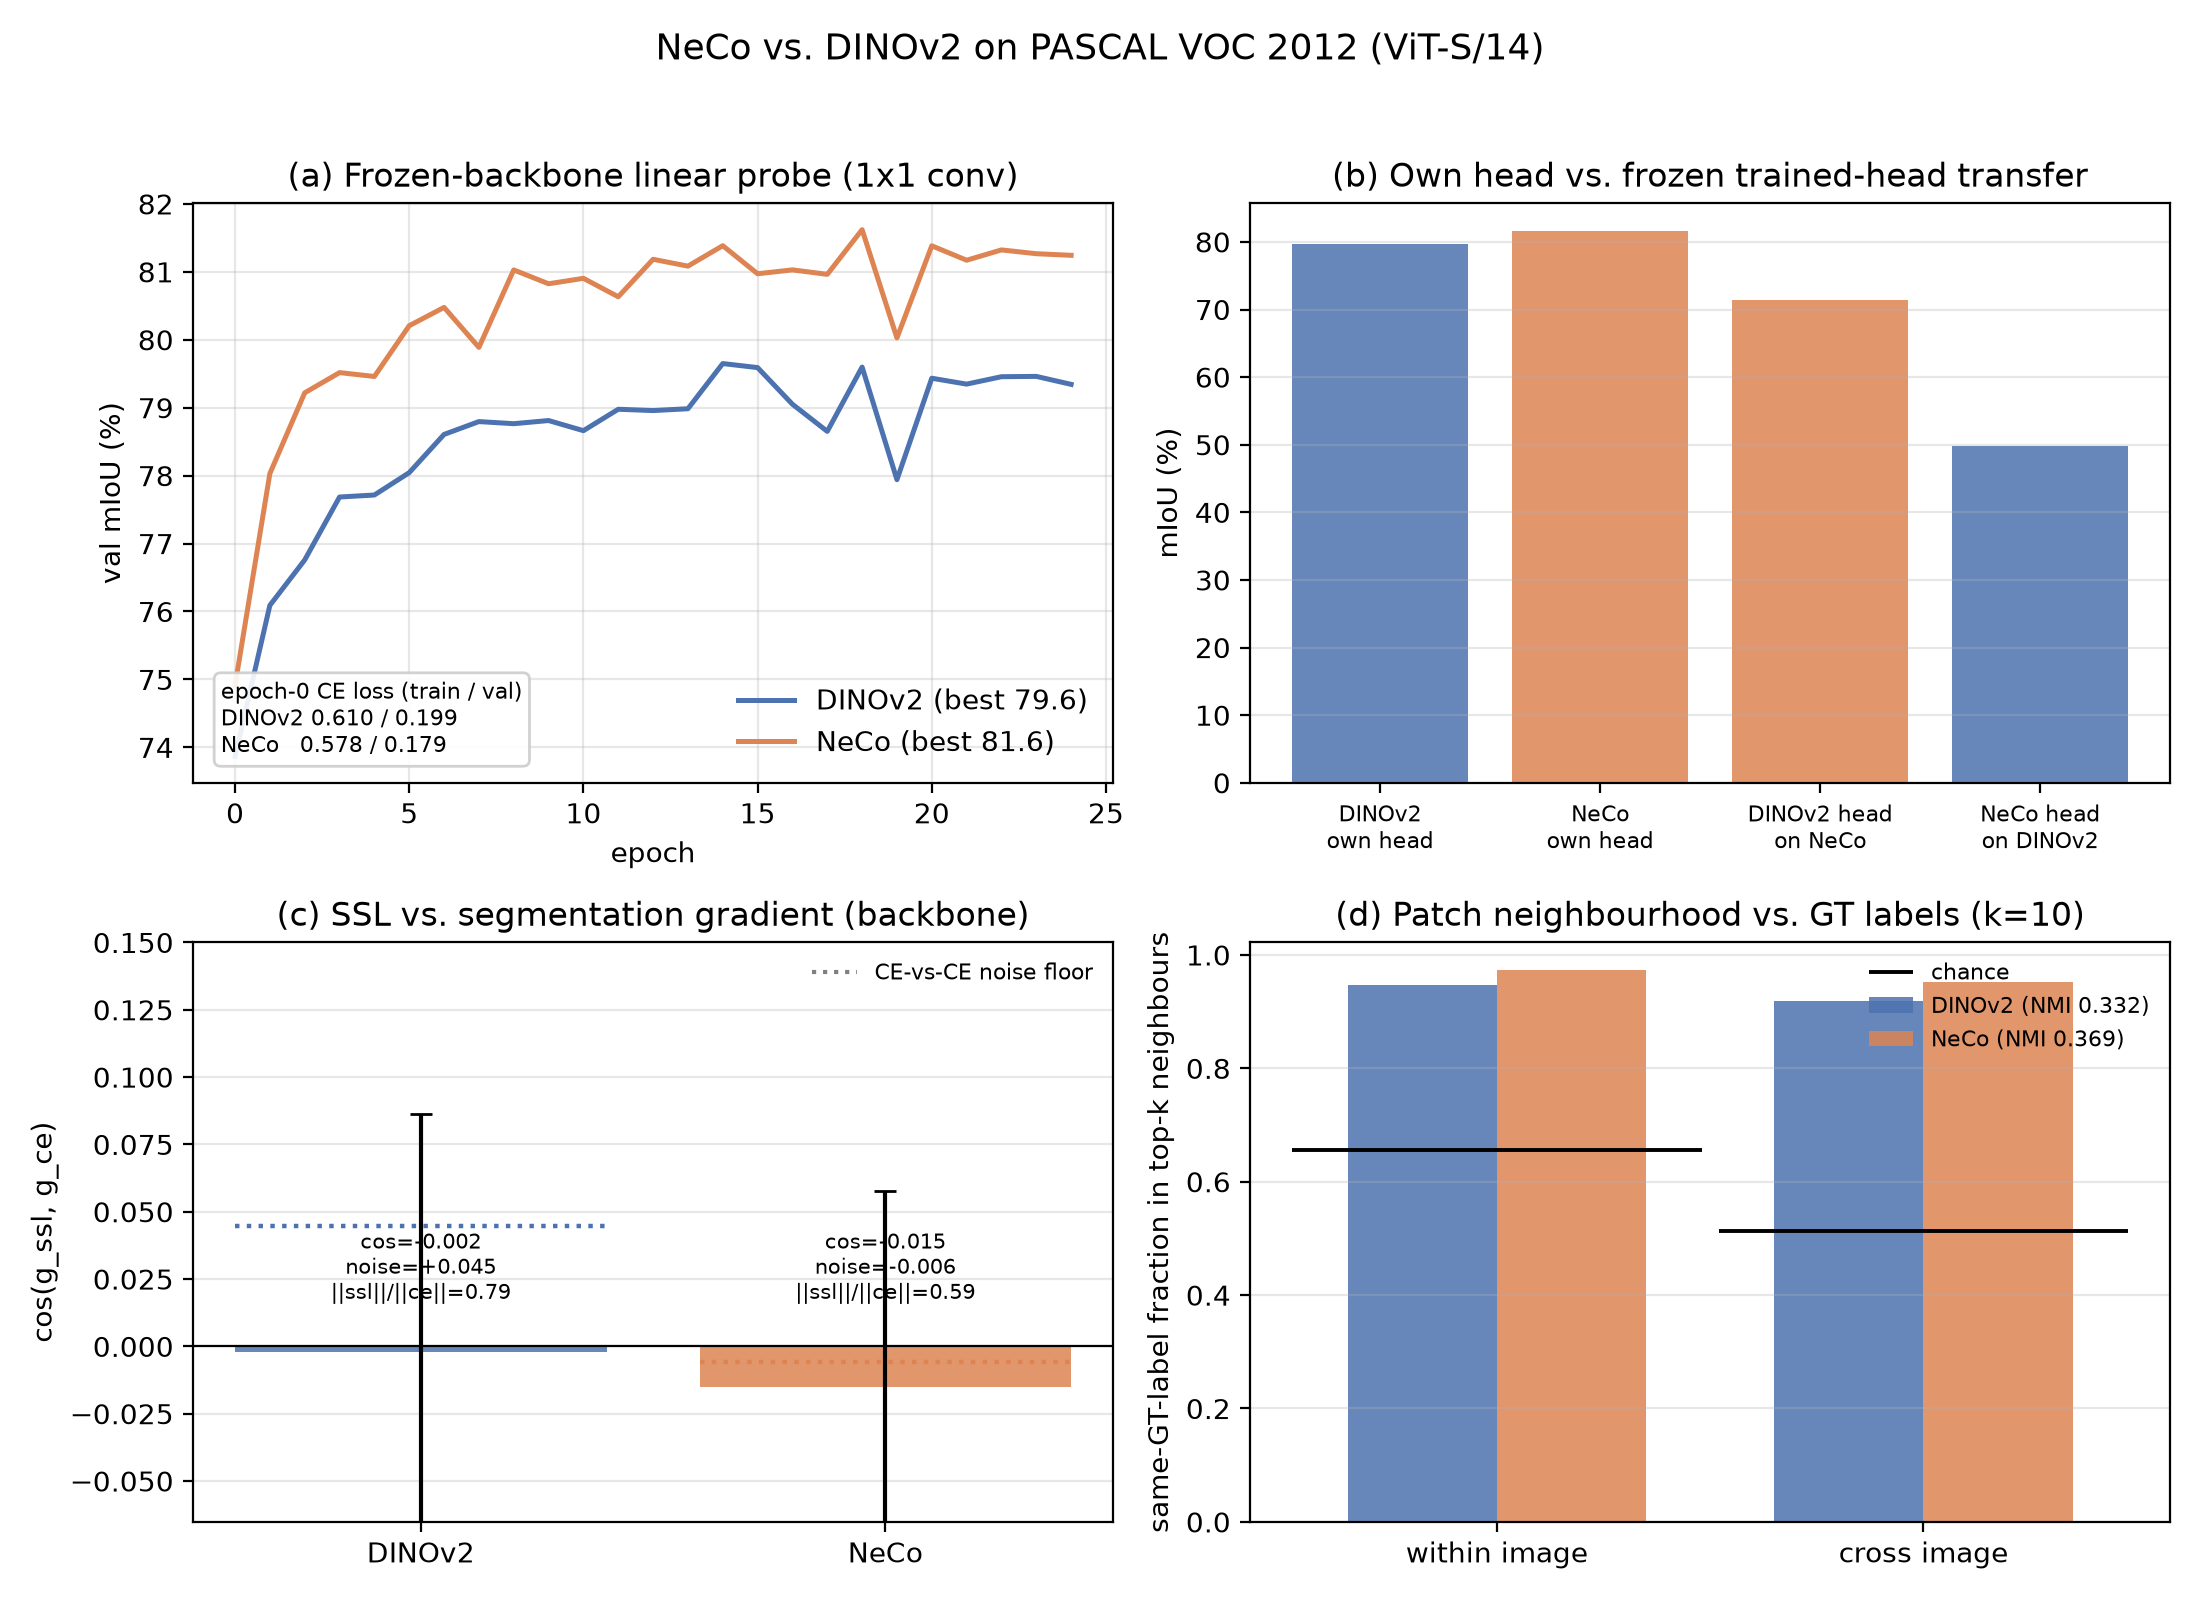 NeCo vs. DINOv2 on PASCAL VOC 2012 (ViT-S/14)
(a) Frozen-backbone linear probe (1x1 conv)
val mIoU (%)
82
81
80
79
78
77
76
75
74
epoch-0 CE loss (train / val)
DINOv2 0.610 / 0.199
NeCo 0.578 / 0.179
DINOv2 (best 79.6)
NeCo (best 81.6)
0 5 10 15 20 25
epoch
(b) Own head vs. frozen trained-head transfer
mIoU (%)
80
70
60
50
40
30
20
10
0
DINOv2
own head
NeCo
own head
DINOv2 head
on NeCo
NeCo head
on DINOv2
(c) SSL vs. segmentation gradient (backbone)
cos(g_ssl, g_ce)
0.150
0.125
0.100
0.075
0.050
0.025
0.000
−0.025
−0.050
CE-vs-CE noise floor
cos=-0.002
noise=+0.045
||ssl||/||ce||=0.79
cos=-0.015
noise=-0.006
||ssl||/||ce||=0.59
DINOv2 NeCo
(d) Patch neighbourhood vs. GT labels (k=10)
same-GT-label fraction in top-k neighbours
1.0
0.8
0.6
0.4
0.2
0.0
chance
DINOv2 (NMI 0.332)
NeCo (NMI 0.369)
within image cross image